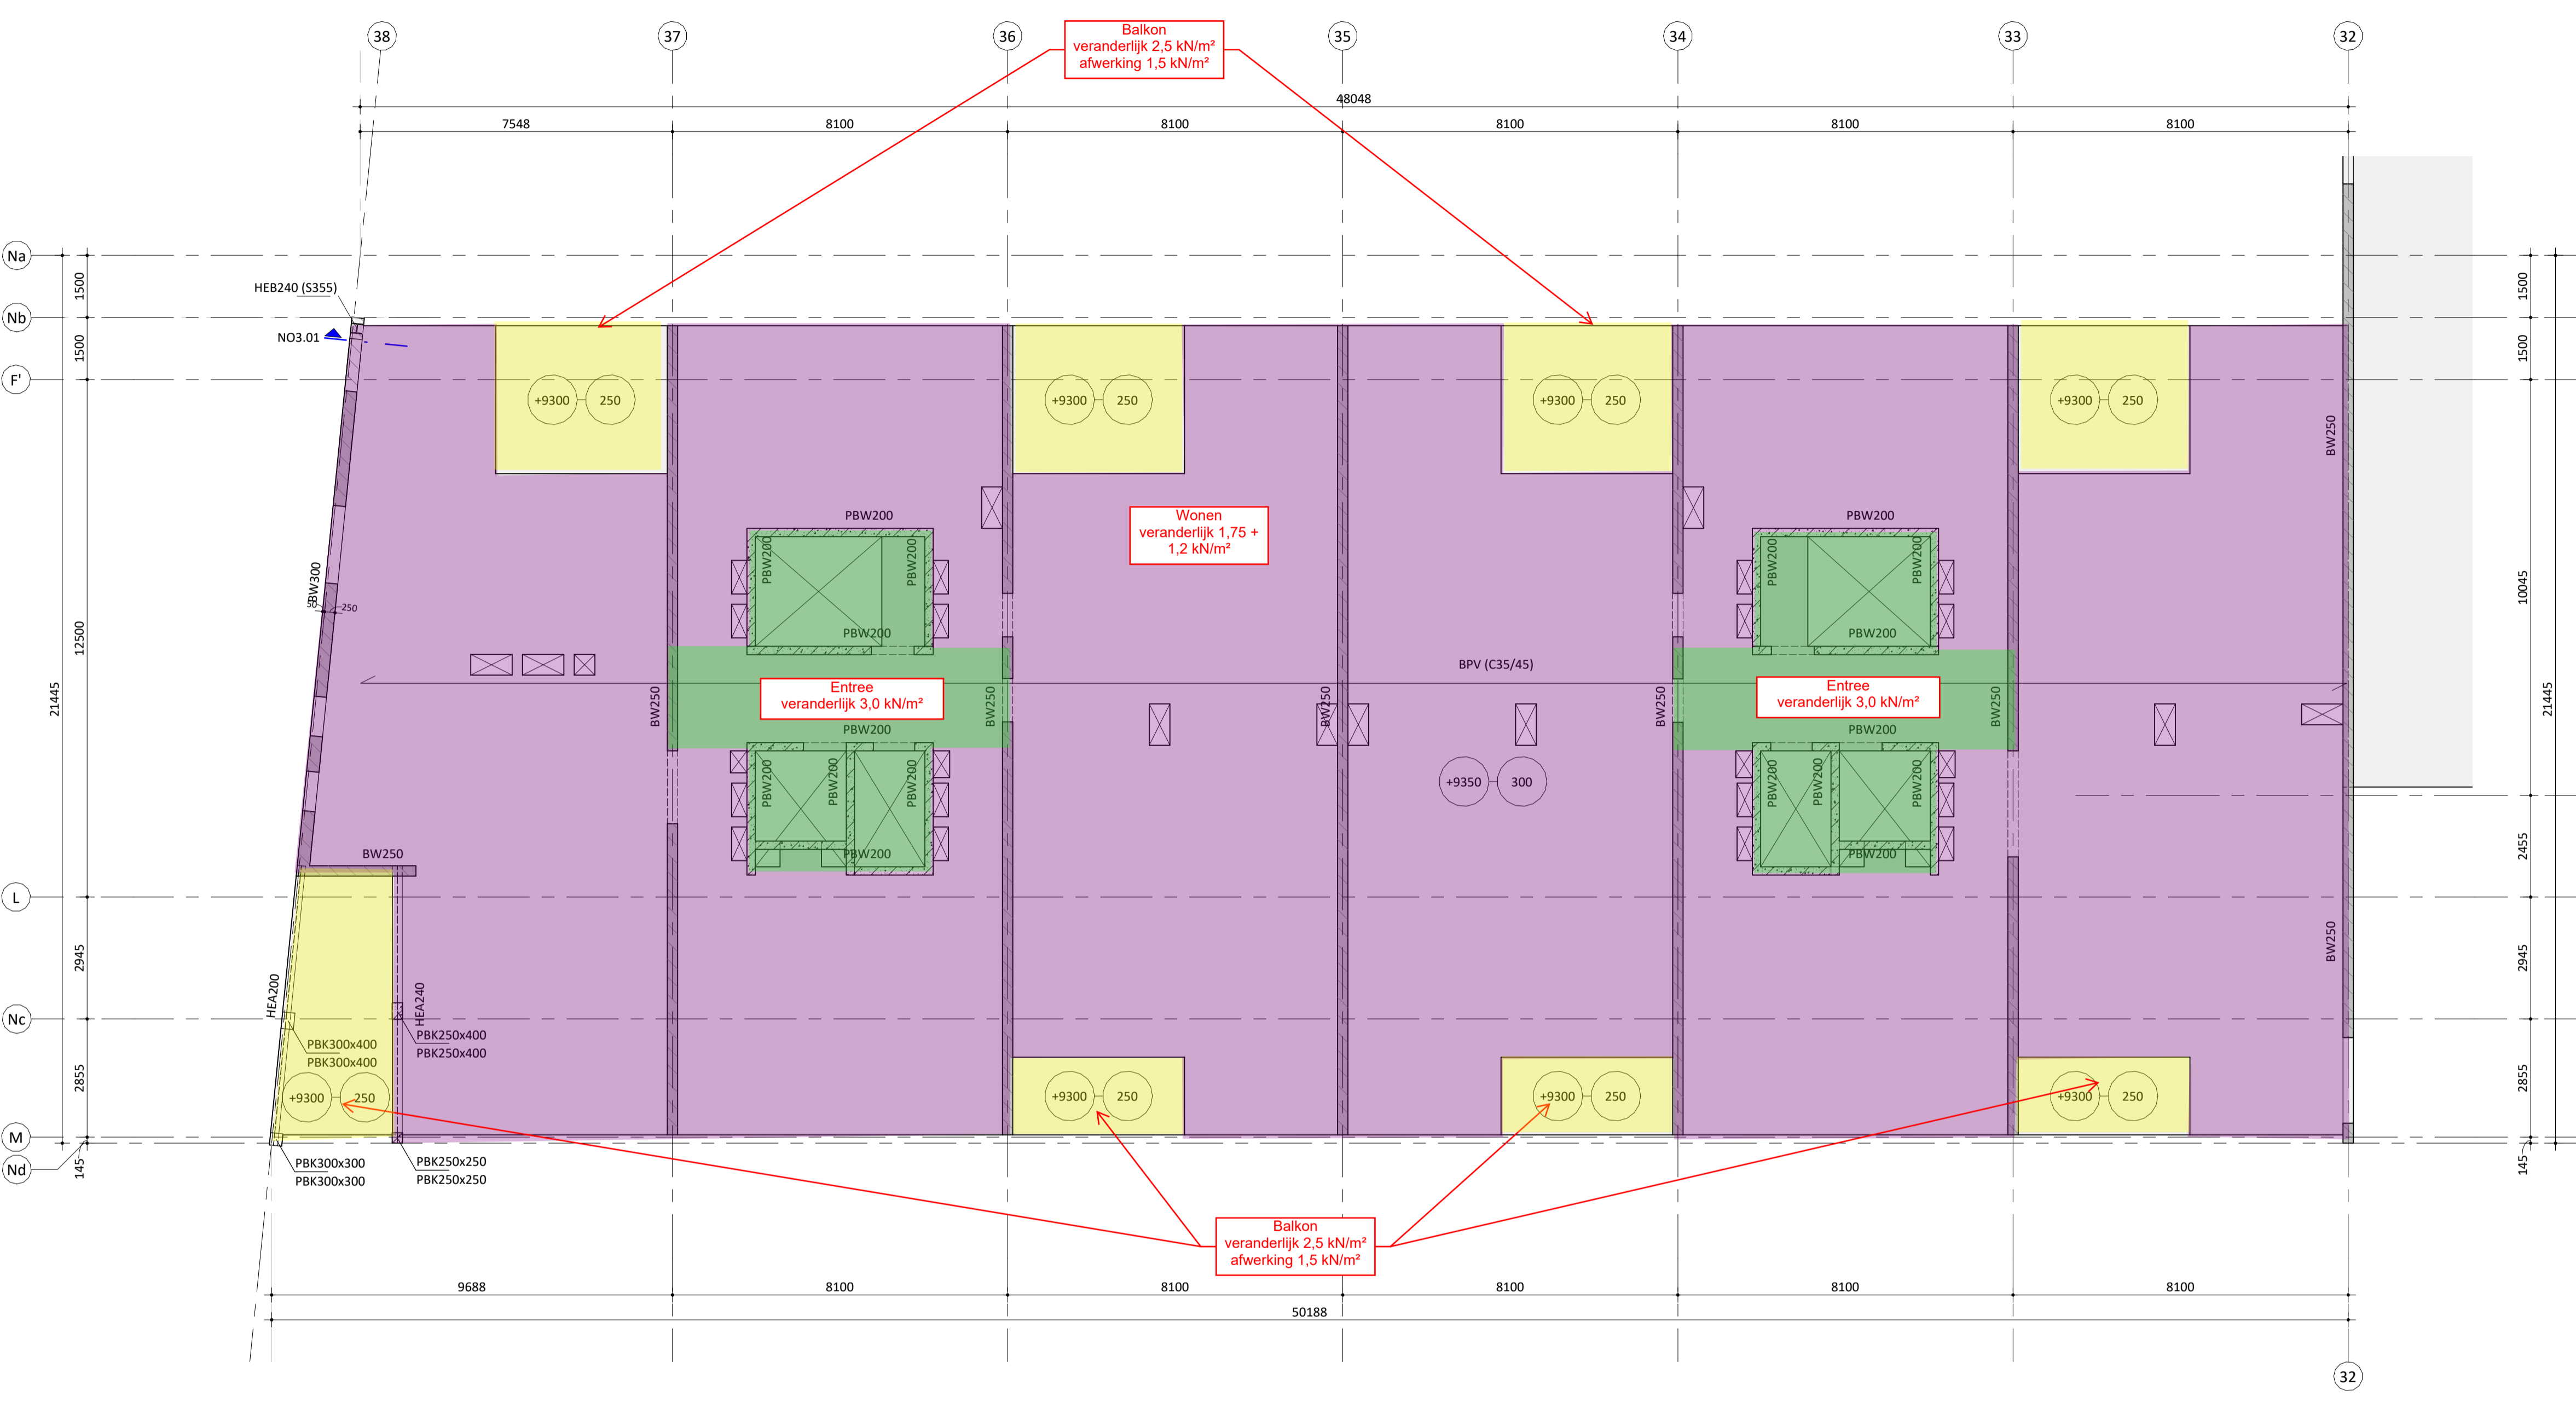 38
37
36
35
34
33
32
Balkon
veranderlijk 2,5 kN/m²
afwerking 1,5 kN/m²
48048
7548
8100
8100
8100
8100
8100
Na
Nb
F'
L
Nc
M
Nd
1500
1500
12500
2945
2855
145
21445
1500
1500
10045
2455
2945
2855
145
21445
HEB240 (S355)
NO3.01
+9300
250
+9300
250
+9300
250
+9300
250
BW250
PBW200
PBW200
PBW200
PBW200
Wonen
veranderlijk 1,75 +
1,2 kN/m²
PBW200
PBW200
PBW200
PBW200
BW300
50
250
BPV (C35/45)
BW250
Entree
veranderlijk 3,0 kN/m²
BW250
BW250
BW250
Entree
veranderlijk 3,0 kN/m²
BW250
PBW200
PBW200
PBW200
PBW200
PBW200
+9350
300
PBW200
PBW200
PBW200
PBW200
PBW200
BW250
BW250
HEA200
HEA240
PBK250x400
PBK250x400
PBK300x400
PBK300x400
+9300
250
+9300
250
+9300
250
+9300
250
PBK300x300
PBK300x300
PBK250x250
PBK250x250
Balkon
veranderlijk 2,5 kN/m²
afwerking 1,5 kN/m²
9688
8100
8100
8100
8100
8100
50188
32